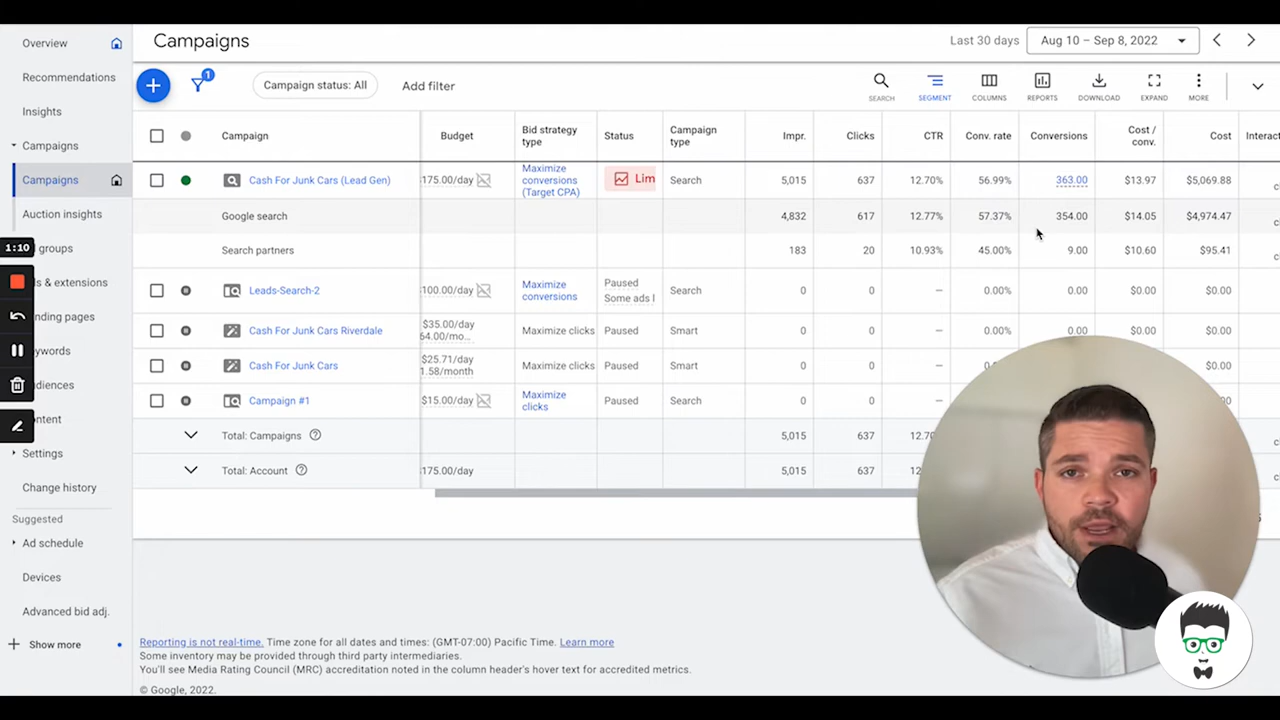 Overview
Campaigns
Last 30 days
Aug 10 – Sep 8, 2022
Recommendations
1
Campaign status: All
Add filter
SEARCH
SEGMENT
COLUMNS
REPORTS
DOWNLOAD
EXPAND
MORE
Insights
Campaigns
Campaign
Budget
Bid strategy type
Status
Campaign type
Impr.
Clicks
CTR
Conv. rate
Conversions
Cost / conv.
Cost
Interact
Campaigns
Cash For Junk Cars (Lead Gen)
$175.00/day
Maximize conversions (Target CPA)
Lim
Search
5,015
637
12.70%
56.99%
363.00
$13.97
$5,069.88
Auction insights
Google search
4,832
617
12.77%
57.37%
354.00
$14.05
$4,974.47
1:10
groups
Search partners
183
20
10.93%
45.00%
9.00
$10.60
$95.41
ds & extensions
Leads-Search-2
100.00/day
Maximize conversions
Paused
Some ads l
Search
0
0
–
0.00%
0.00
$0.00
$0.00
nding pages
Cash For Junk Cars Riverdale
$35.00/day
64.00/mo...
Maximize clicks
Paused
Smart
0
0
–
0.00%
0.00
$0.00
$0.00
eywords
Cash For Junk Cars
$25.71/day
1.58/month
Maximize clicks
Paused
Smart
0
0
–
$0.00
udiences
Campaign #1
$15.00/day
Maximize clicks
Paused
Search
0
0
–
ontent
Total: Campaigns
5,015
637
12.70
Settings
Total: Account
$175.00/day
5,015
637
12
Change history
Suggested
Ad schedule
Devices
Advanced bid adj.
Show more
Reporting is not real-time. Time zone for all dates and times: (GMT-07:00) Pacific Time. Learn more
Some inventory may be provided through third party intermediaries.
You'll see Media Rating Council (MRC) accreditation noted in the column header's hover text for accredited metrics.
© Google, 2022.